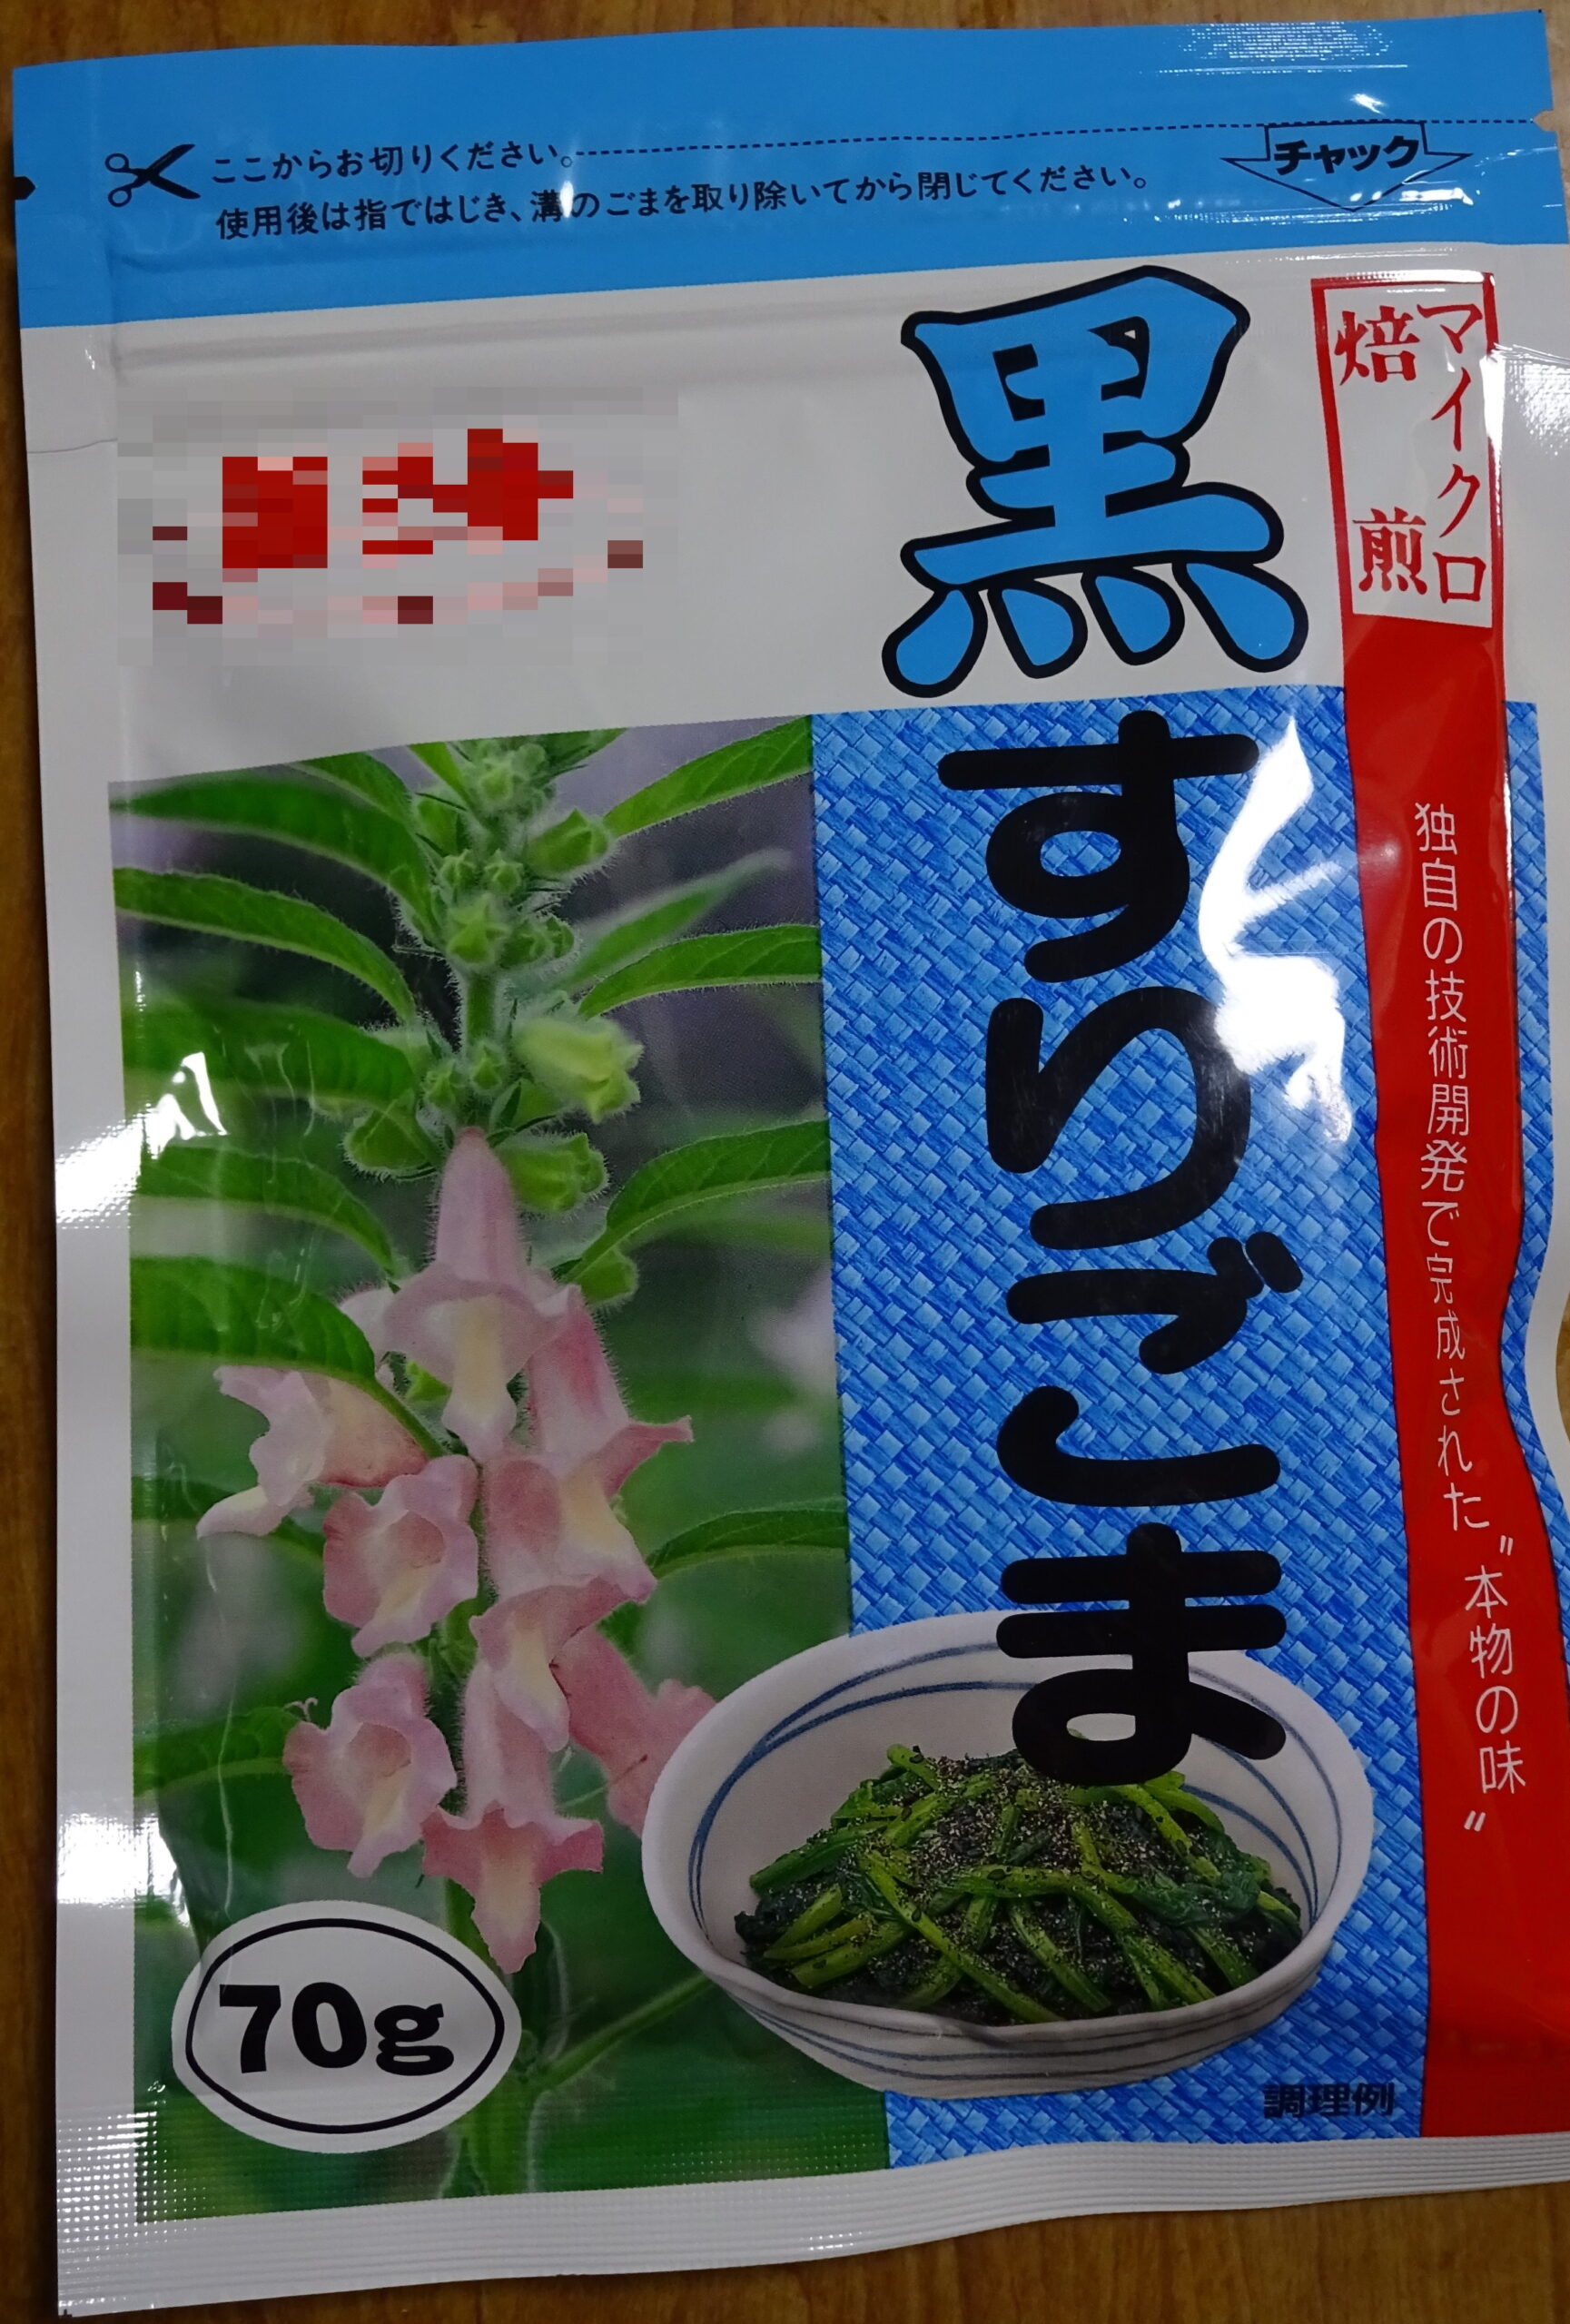 ここからお切りください。
チャック
使用後は指ではじき、溝のごまを取り除いてから閉じてください。
マイクロ
焙煎
黒すりごま
独自の技術開発で完成された〝本物の味〟
70g
調理例